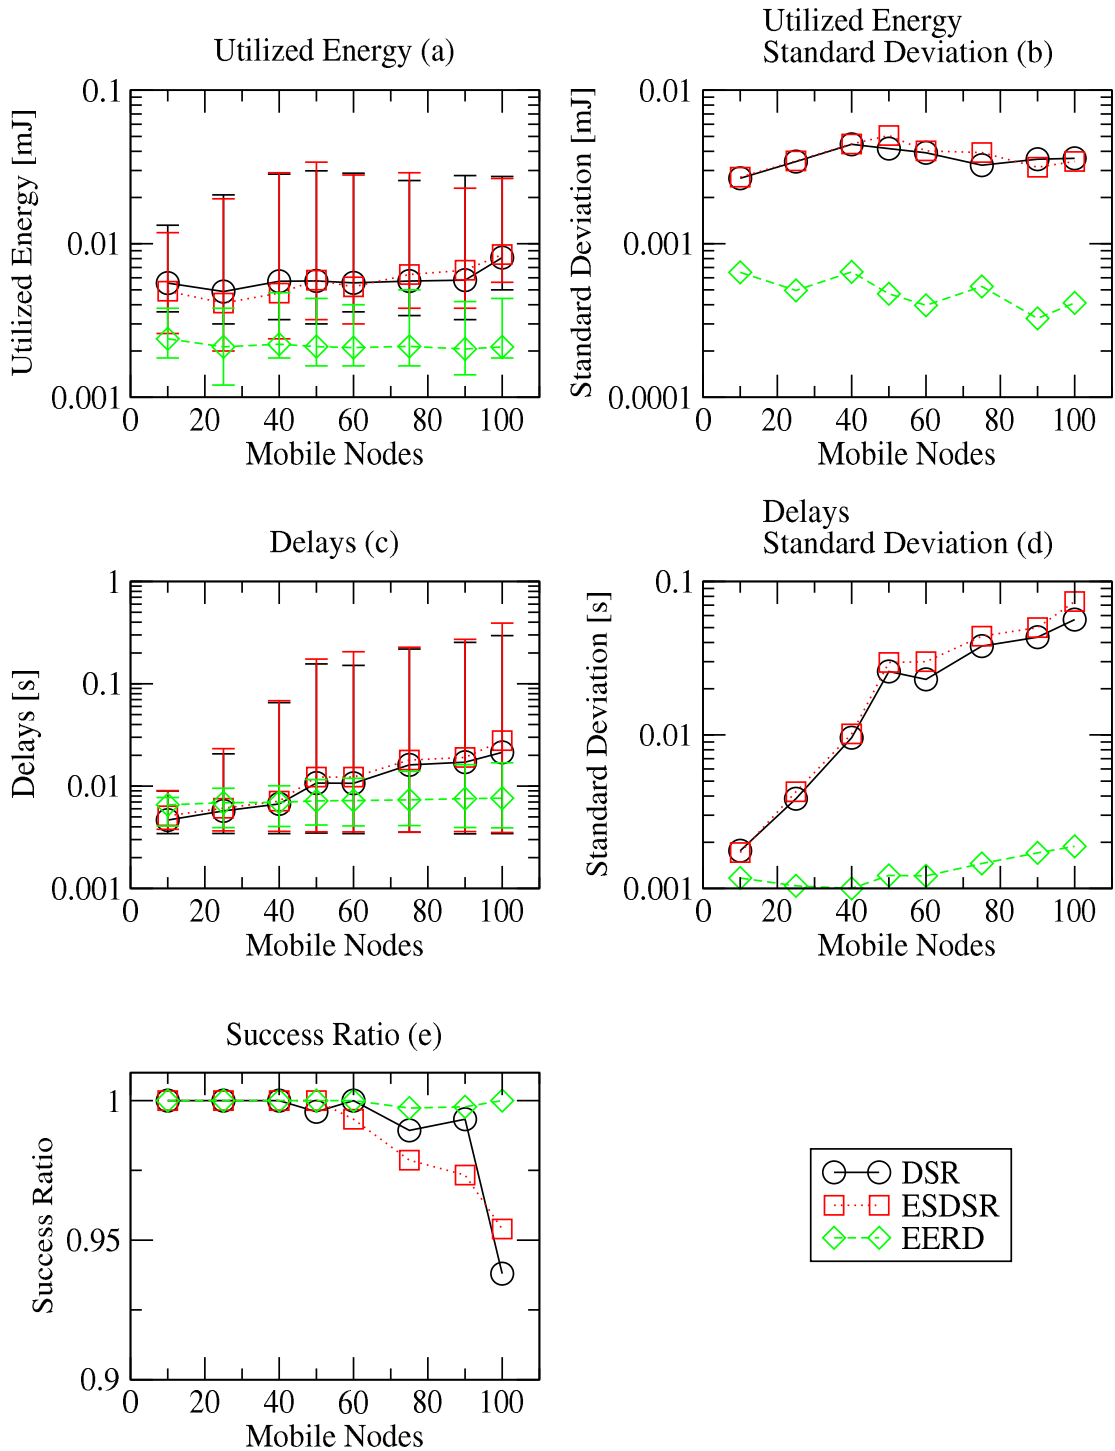 Utilized Energy (a)
Utilized Energy [mJ]
0.1
0.01
0.001
0 20 40 60 80 100
Mobile Nodes
Utilized Energy
Standard Deviation (b)
Standard Deviation [mJ]
0.01
0.001
0.0001
0 20 40 60 80 100
Mobile Nodes
Delays (c)
Delays [s]
1
0.1
0.01
0.001
0 20 40 60 80 100
Mobile Nodes
Delays
Standard Deviation (d)
Standard Deviation [s]
0.1
0.01
0.001
0 20 40 60 80 100
Mobile Nodes
Success Ratio (e)
Success Ratio
1
0.95
0.9
0 20 40 60 80 100
Mobile Nodes
DSR
ESDSR
EERD